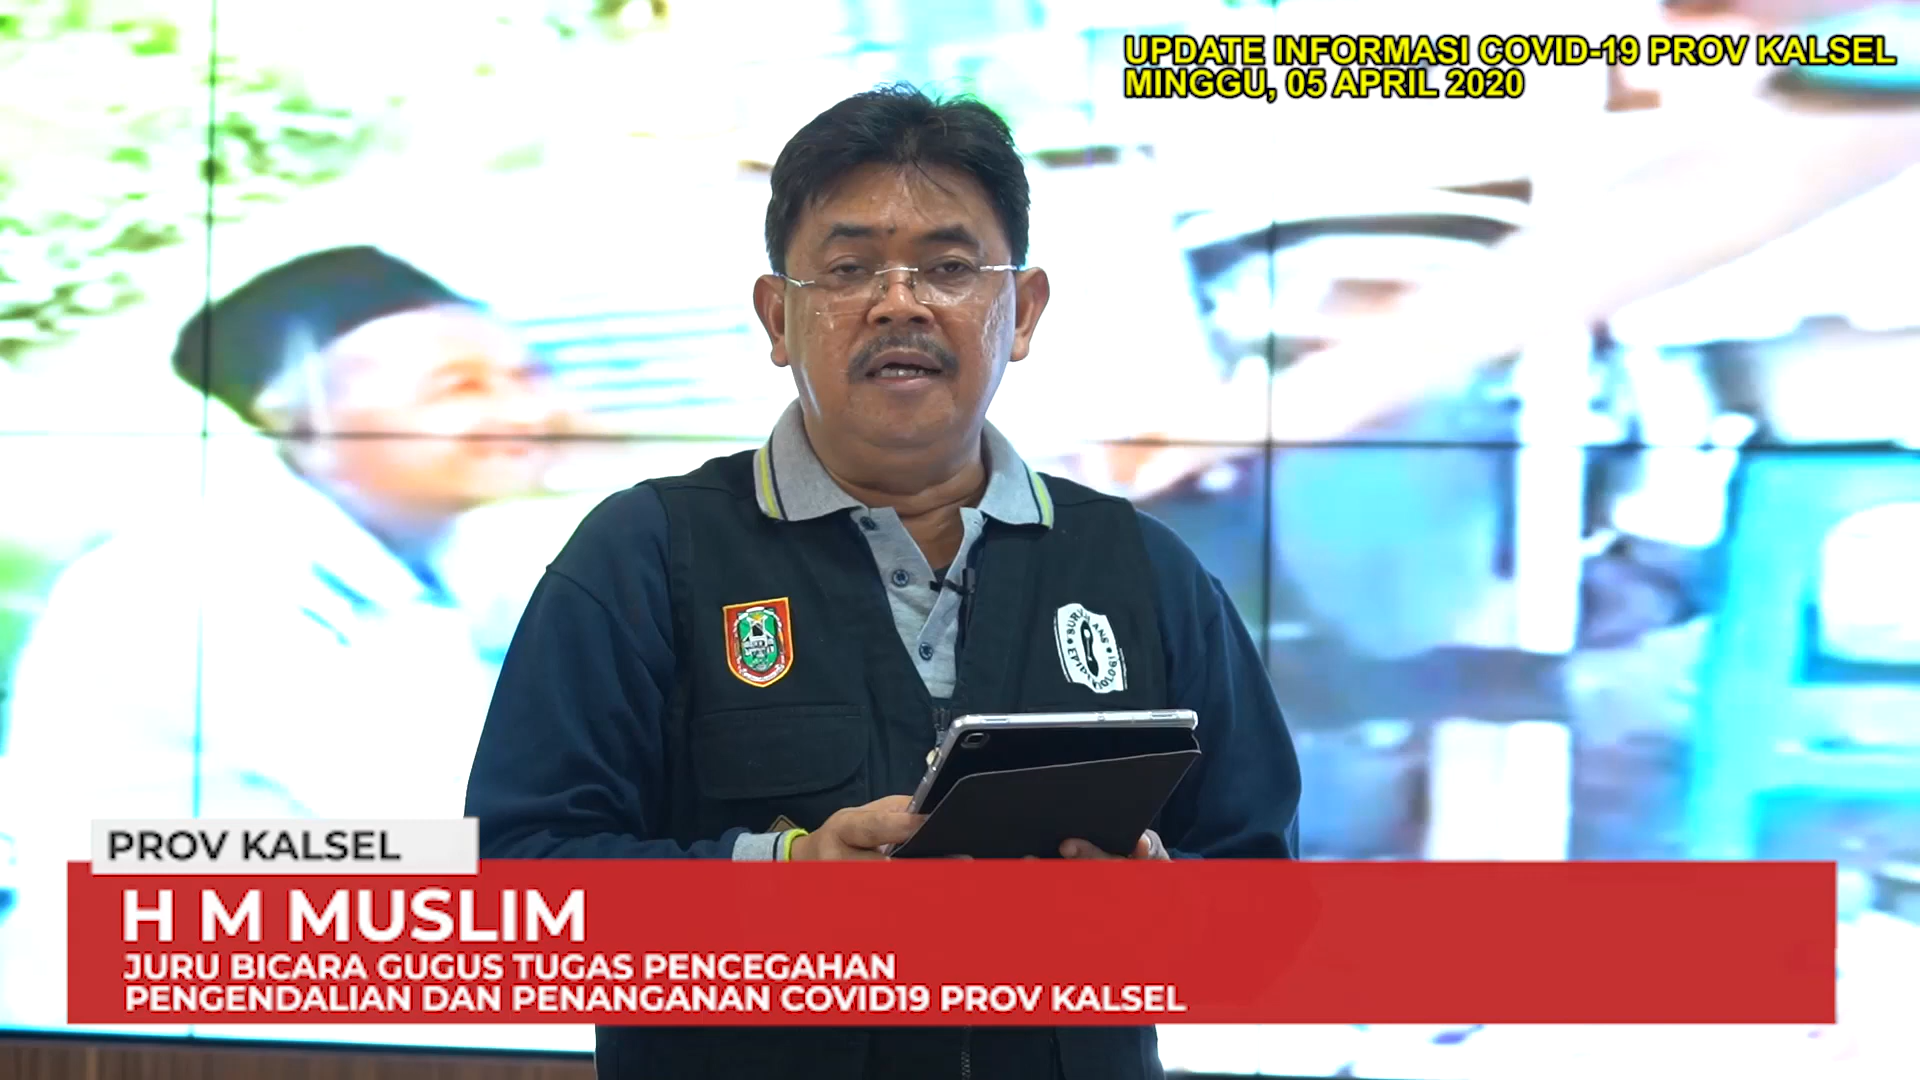 UPDATE INFORMASI COVID-19 PROV KALSEL
MINGGU, 05 APRIL 2020
PROV KALSEL
H M MUSLIM
JURU BICARA GUGUS TUGAS PENCEGAHAN
PENGENDALIAN DAN PENANGANAN COVID19 PROV KALSEL